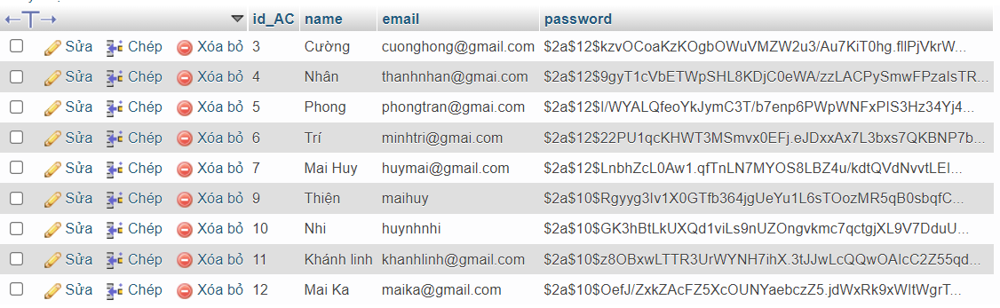 id_AC name email password
Sửa Chép Xóa bỏ 3 Cường cuonghong@gmail.com $2a$12$kzvOCoaKzKOgbOWuVMZW2u3/Au7KiT0hg.fllPjVkrW...
Sửa Chép Xóa bỏ 4 Nhân thanhnhan@gmai.com $2a$12$9gyT1cVbETWpSHL8KDjC0eWA/zzLACPySmwFPzaIsTR...
Sửa Chép Xóa bỏ 5 Phong phongtran@gmai.com $2a$12$I/WYALQfeoYkJymC3T/b7enp6PWpWNFxPIS3Hz34Yj4...
Sửa Chép Xóa bỏ 6 Trí minhtri@gmai.com $2a$12$22PU1qcKHWT3MSmvx0EFj.eJDxxAx7L3bxs7QKBNP7b...
Sửa Chép Xóa bỏ 7 Mai Huy huymai@gmail.com $2a$12$LnbhZcL0Aw1.qfTnLN7MYOS8LBZ4u/kdtQVdNvvtLEI...
Sửa Chép Xóa bỏ 9 Thiện maihuy $2a$10$Rgyyg3Iv1X0GTfb364jgUeYu1L6sTOozMR5qB0sbqfC...
Sửa Chép Xóa bỏ 10 Nhi huynhnhi $2a$10$GK3hBtLkUXQd1viLs9nUZOngvkmc7qctgjXL9V7DduU...
Sửa Chép Xóa bỏ 11 Khánh linh khanhlinh@gmail.com $2a$10$z8OBxwLTTR3UrWYNH7ihX.3tJJwLcQQwOAlcC2Z55qd...
Sửa Chép Xóa bỏ 12 Mai Ka maika@gmail.com $2a$10$OefJ/ZxkZAcFZ5XcOUNYaebczZ5.jdWxRk9xWltWgrT...